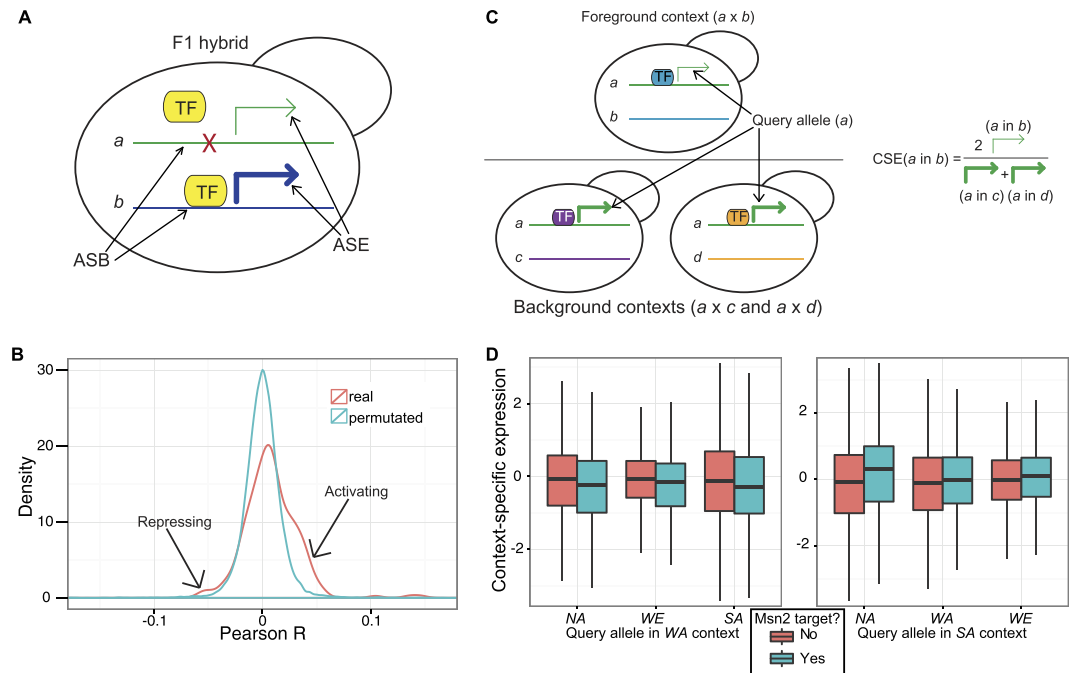 A
F1 hybrid
TF
a
X
b
TF
ASB
ASE
C
Foreground context (a x b)
TF
a
b
Query allele (a)
TF
a
c
TF
a
d
Background contexts (a x c and a x d)
CSE(a in b) =
2
(a in b)
+
(a in c) (a in d)
B
Density
30
20
10
0
real
permutated
Repressing
Activating
-0.1
0
0.1
Pearson R
D
Context-specific expression
2
0
-2
NA
WE
SA
Query allele in WA context
2
0
-2
NA
WA
WE
Query allele in SA context
Msn2 target?
No
Yes